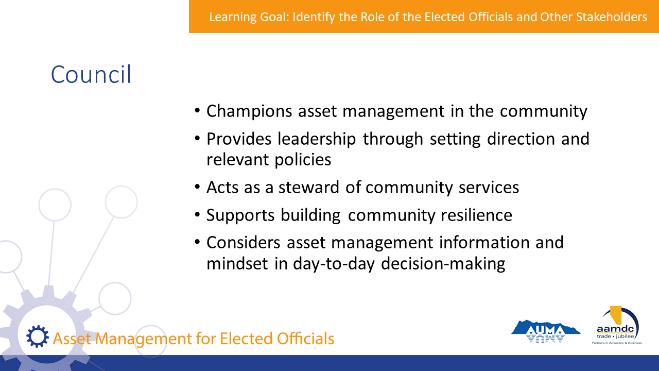 Learning Goal: Identify the Role of the Elected Officials and Other Stakeholders
Council
• Champions asset management in the community
• Provides leadership through setting direction and
relevant policies
• Acts as a steward of community services
• Supports building community resilience
• Considers asset management information and
mindset in day-to-day decision-making
Asset Management for Elected Officials
AUMA
aamdc
trade • jubilee